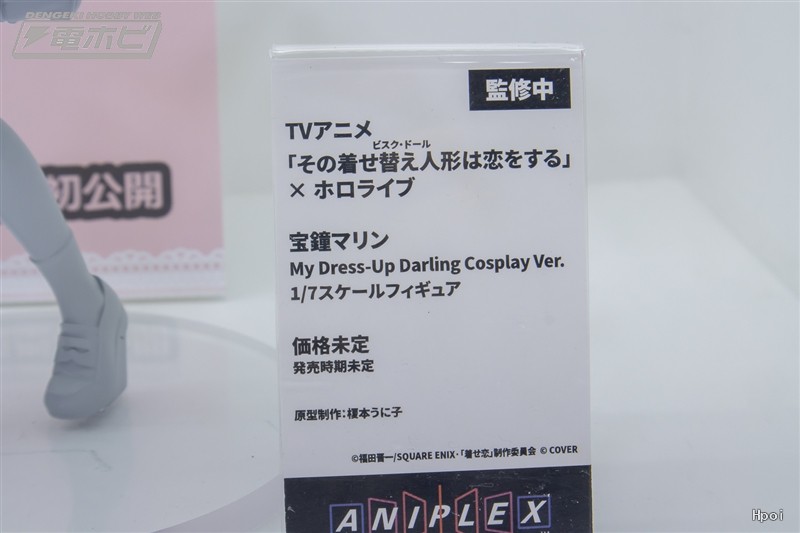 DENGEKI HOBBY WEB
電ホビ
初公開
監修中
TVアニメ
ビスク・ドール
「その着せ替え人形は恋をする」
× ホロライブ
宝鐘マリン
My Dress-Up Darling Cosplay Ver.
1/7スケールフィギュア
価格未定
発売時期未定
原型制作：榎本うに子
©福田晋一/SQUARE ENIX・「着せ恋」制作委員会 © COVER
ANIPLEX
Hpoi